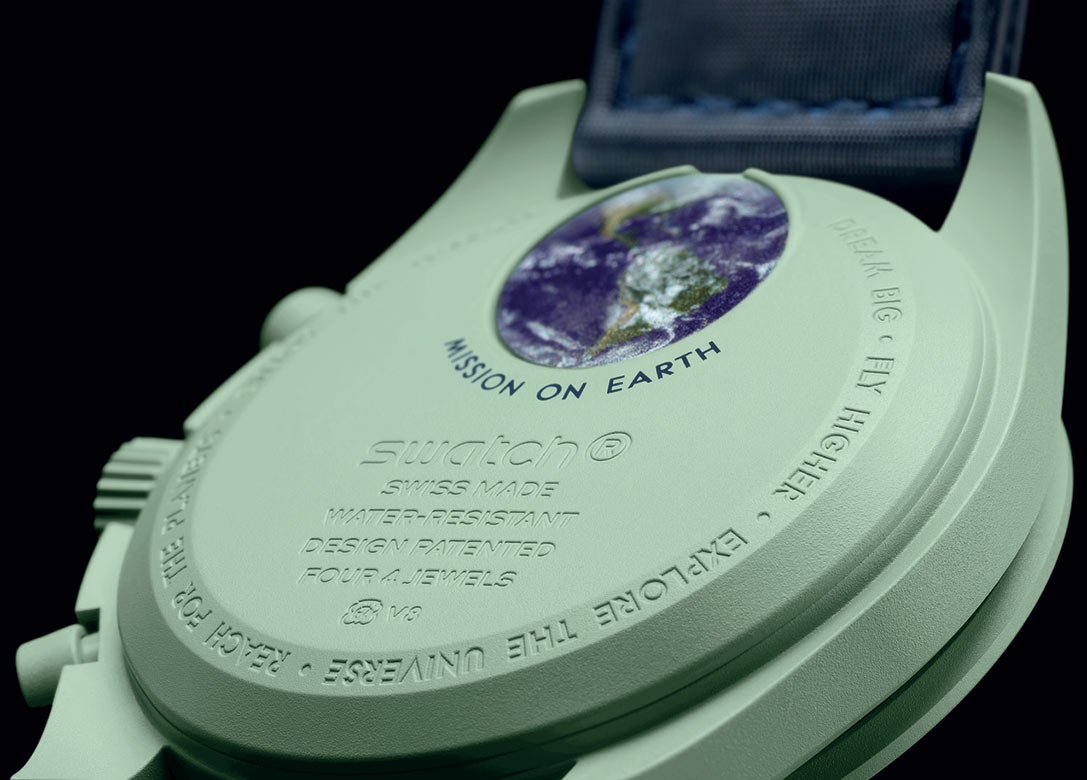 MISSION ON EARTH
swatch®
SWISS MADE
WATER-RESISTANT
DESIGN PATENTED
FOUR 4 JEWELS
V8
DREAM BIG • FLY HIGHER • EXPLORE THE UNIVERSE • REACH FOR THE PLANETS •